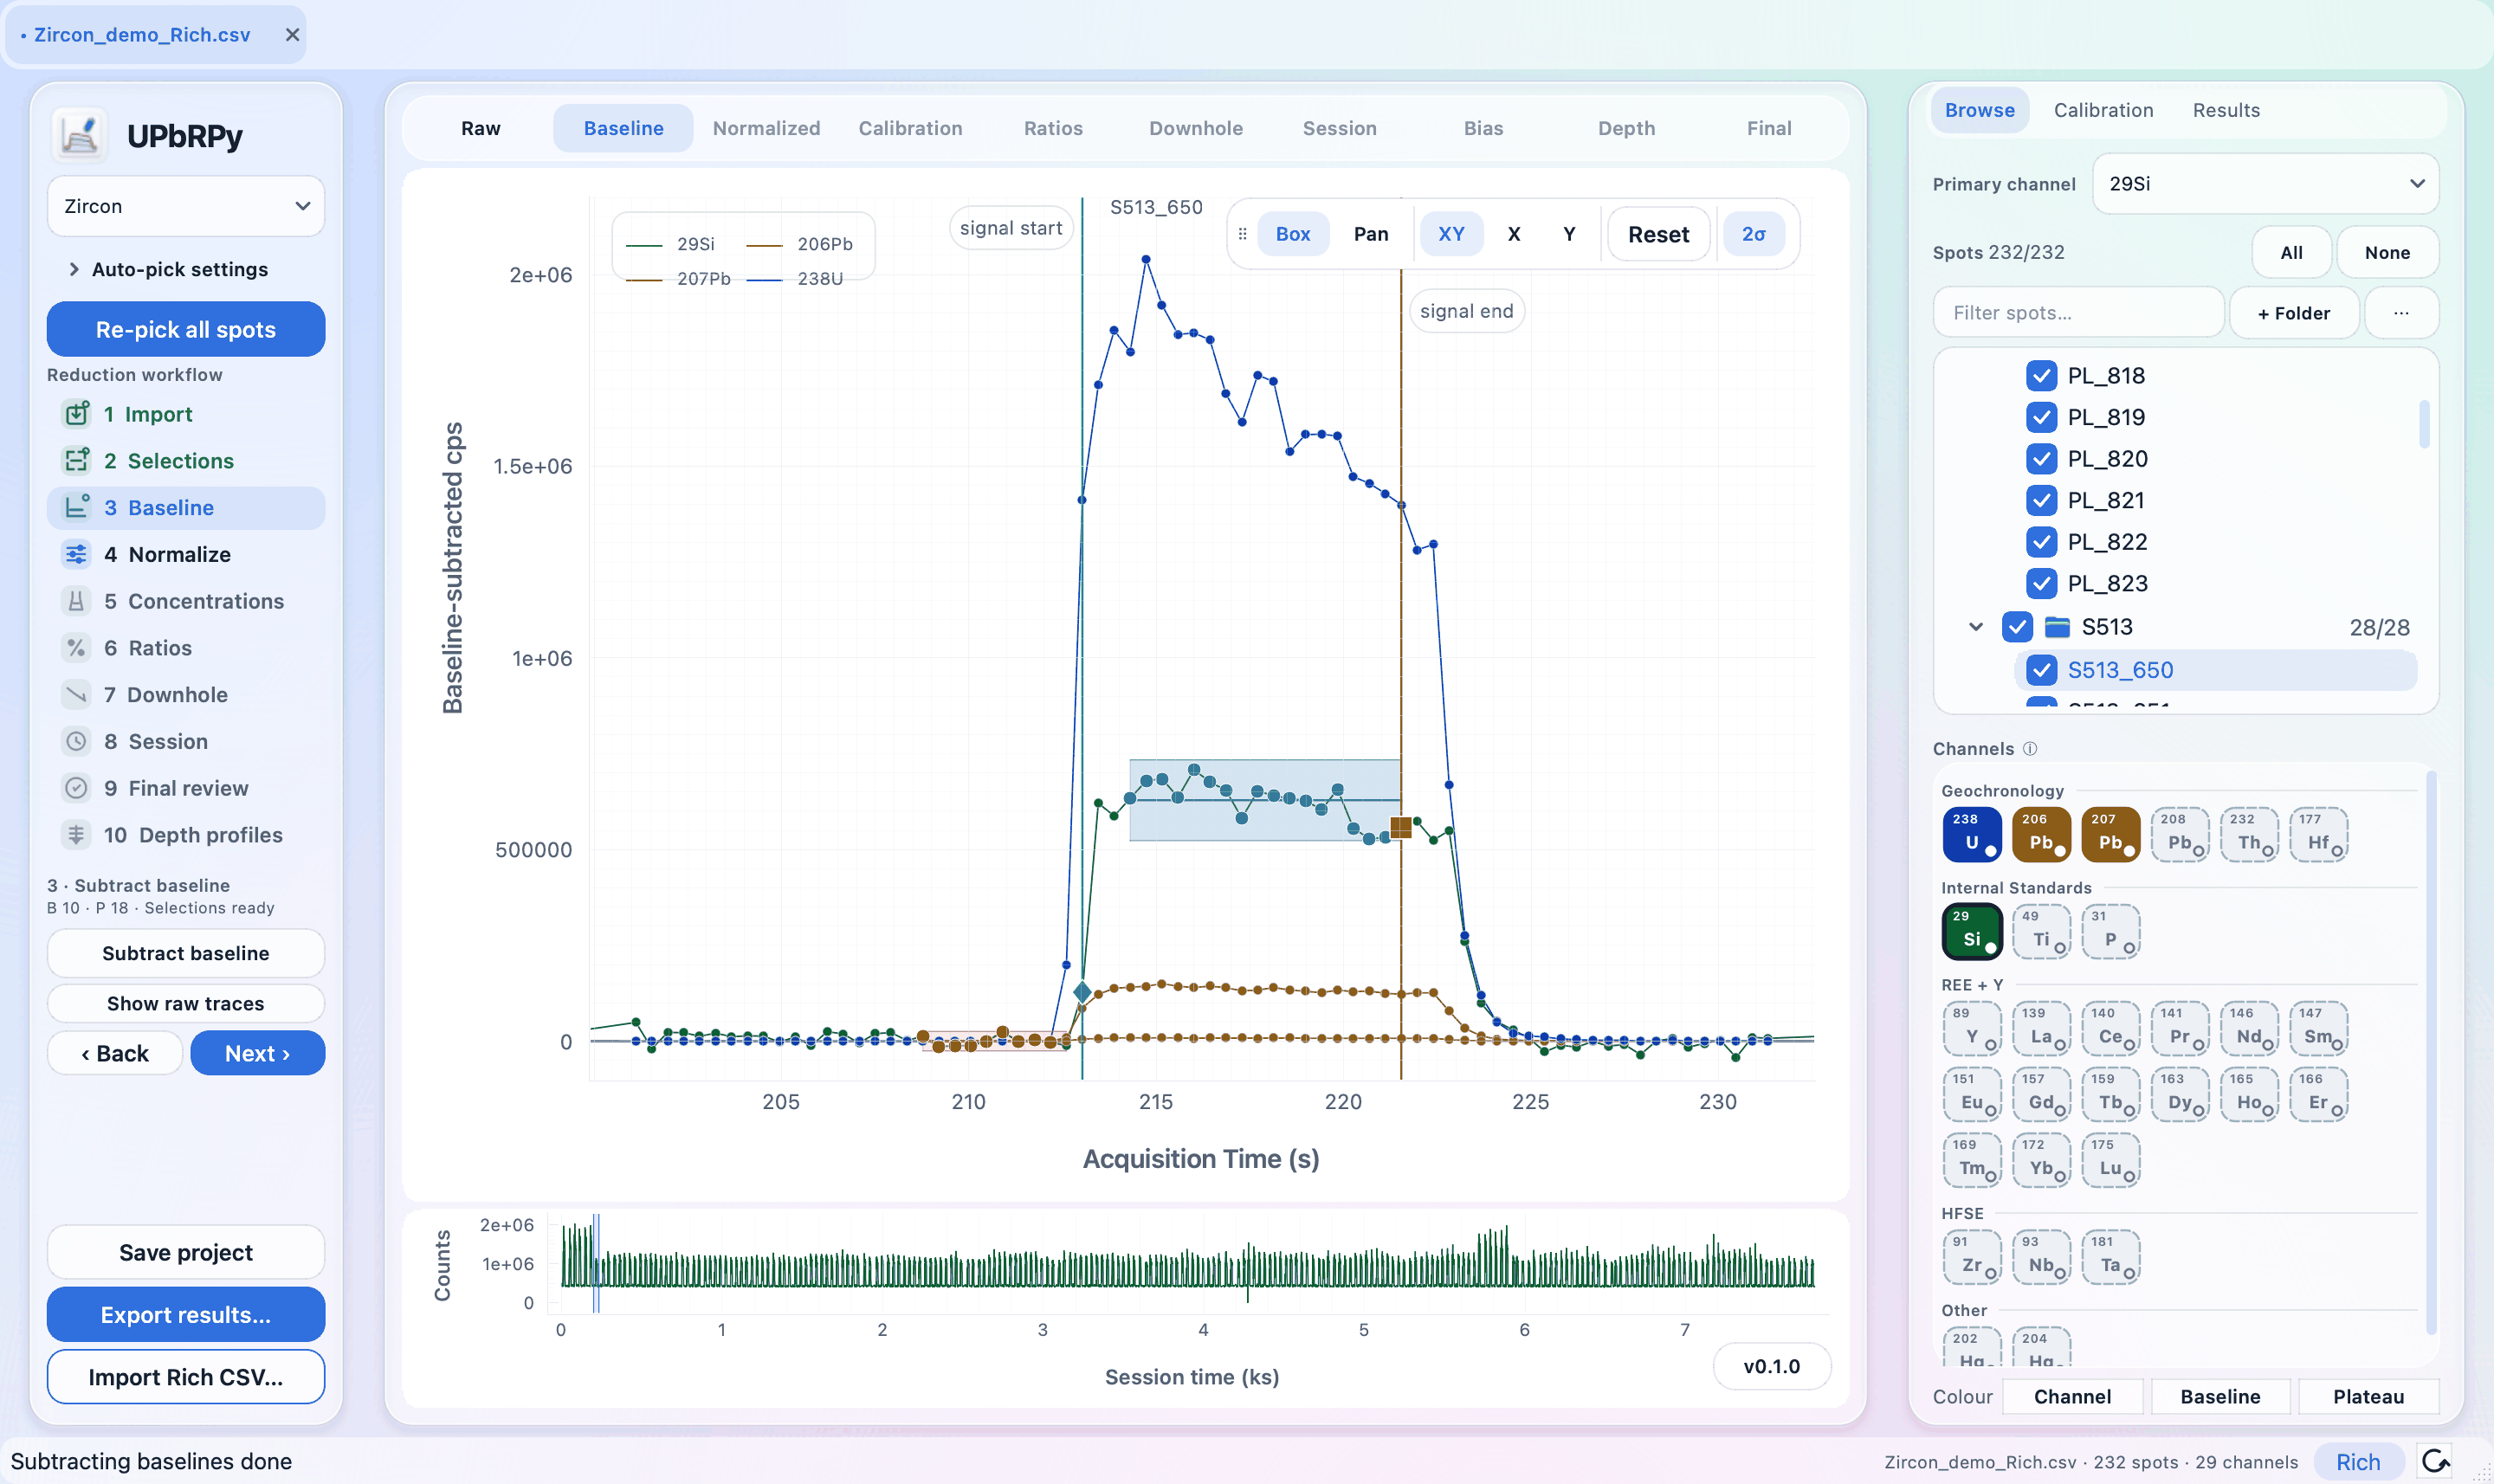 • Zircon_demo_Rich.csv ×
UPbRPy
Zircon
Auto-pick settings
Re-pick all spots
Reduction workflow
1 Import
2 Selections
3 Baseline
4 Normalize
5 Concentrations
6 Ratios
7 Downhole
8 Session
9 Final review
10 Depth profiles
3 · Subtract baseline
B 10 · P 18 · Selections ready
Subtract baseline
Show raw traces
‹ Back Next ›
Save project
Export results...
Import Rich CSV...
Raw Baseline Normalized Calibration Ratios Downhole Session Bias Depth Final
29Si 206Pb
207Pb 238U
signal start
S513_650
Box Pan XY X Y Reset 2σ
signal end
Baseline-subtracted cps
2e+06
1.5e+06
1e+06
500000
0
205 210 215 220 225 230
Acquisition Time (s)
Counts
2e+06
1e+06
0
0 1 2 3 4 5 6 7
Session time (ks)
v0.1.0
Browse Calibration Results
Primary channel 29Si
Spots 232/232 All None
Filter spots... + Folder ...
PL_818
PL_819
PL_820
PL_821
PL_822
PL_823
S513 28/28
S513_650
Channels ⓘ
Geochronology
238 206 207 208 232 177
U Pb Pb Pb Th Hf
Internal Standards
29 49 31
Si Ti P
REE + Y
89 139 140 141 146 147
Y La Ce Pr Nd Sm
151 157 159 163 165 166
Eu Gd Tb Dy Ho Er
169 172 175
Tm Yb Lu
HFSE
91 93 181
Zr Nb Ta
Other
202 204
Hg Hg
Colour Channel Baseline Plateau
Subtracting baselines done
Zircon_demo_Rich.csv · 232 spots · 29 channels Rich